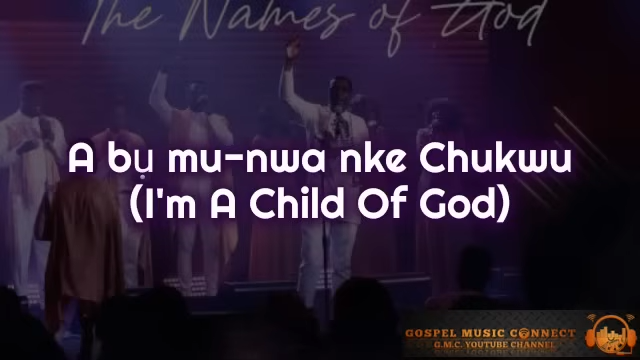 The Names of God
A bụ mu-nwa nke Chukwu
(I'm A Child Of God)
GOSPEL MUSIC CONNECT
G.M.C. YOUTUBE CHANNEL